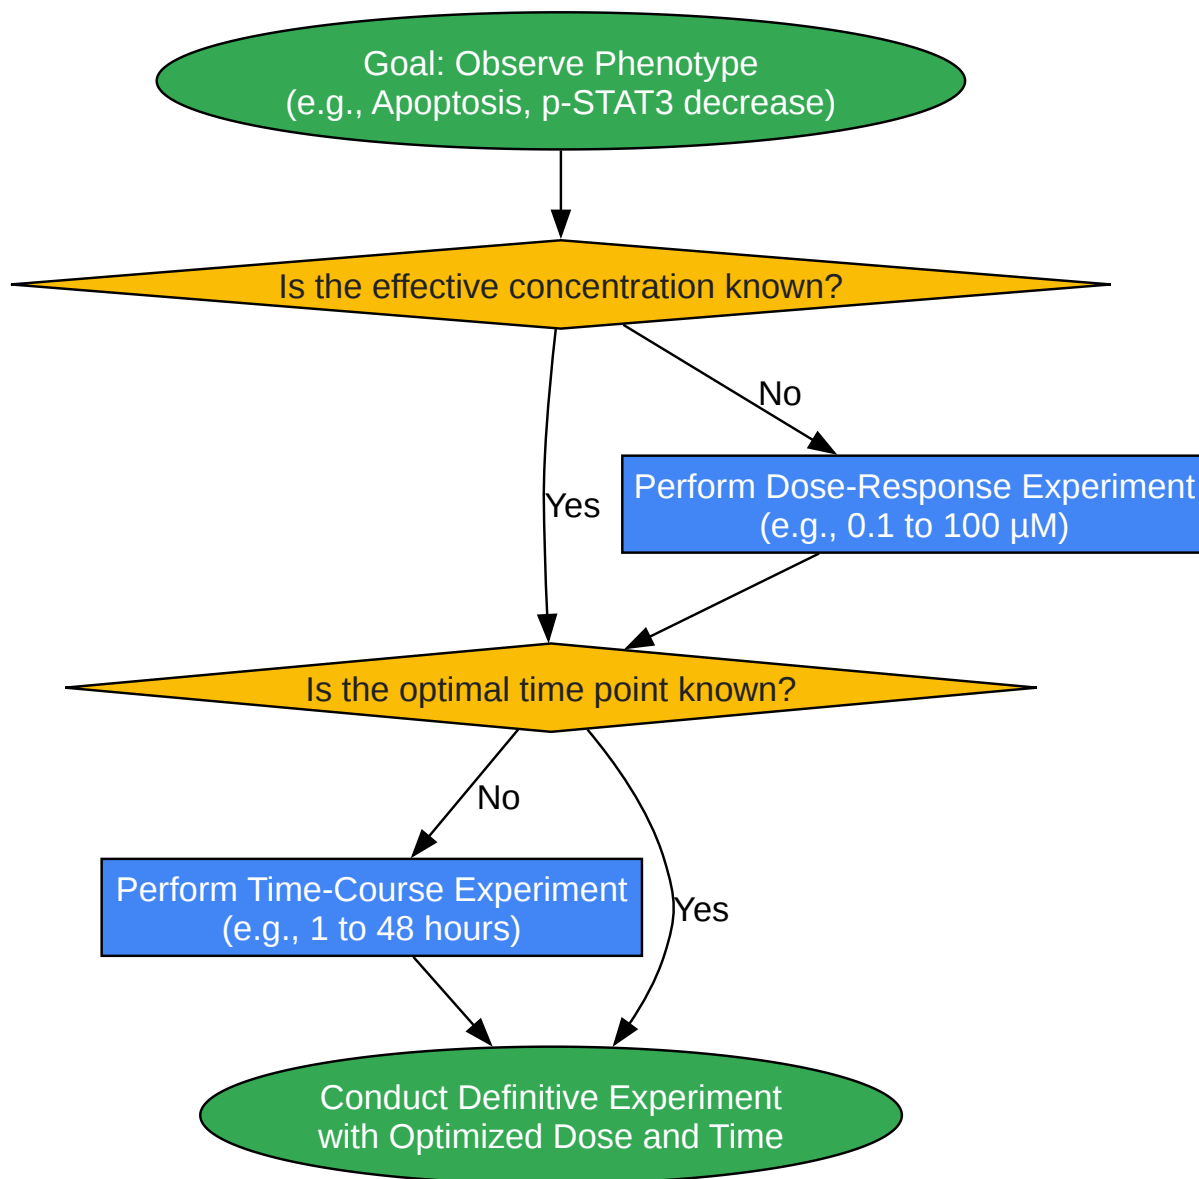 Goal: Observe Phenotype
(e.g., Apoptosis, p-STAT3 decrease)
Is the effective concentration known?
No
Perform Dose-Response Experiment
(e.g., 0.1 to 100 µM)
Yes
Is the optimal time point known?
No
Perform Time-Course Experiment
(e.g., 1 to 48 hours)
Yes
Conduct Definitive Experiment
with Optimized Dose and Time